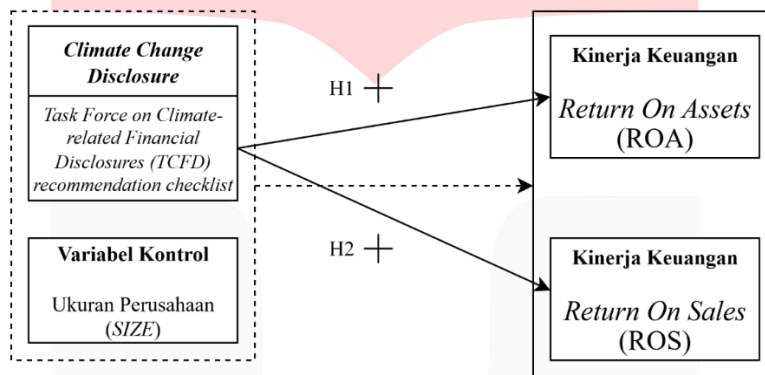 Climate Change
Disclosure
Task Force on Climate-
related Financial
Disclosures (TCFD)
recommendation checklist
Variabel Kontrol
Ukuran Perusahaan
(SIZE)
H1 +
H2 +
Kinerja Keuangan
Return On Assets
(ROA)
Kinerja Keuangan
Return On Sales
(ROS)